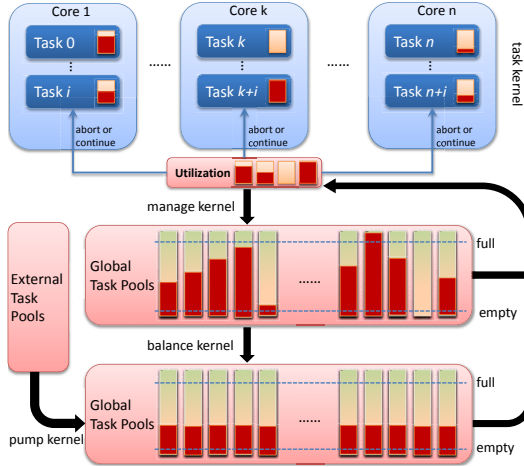 Core 1
Core k
Core n
Task 0
Task k
Task n
⋮
......
⋮
......
⋮
Task i
Task k+i
Task n+i
task kernel
abort or
continue
abort or
continue
abort or
continue
Utilization
manage kernel
External
Task
Pools
Global
Task Pools
......
full
empty
balance kernel
Global
Task Pools
......
full
empty
pump kernel